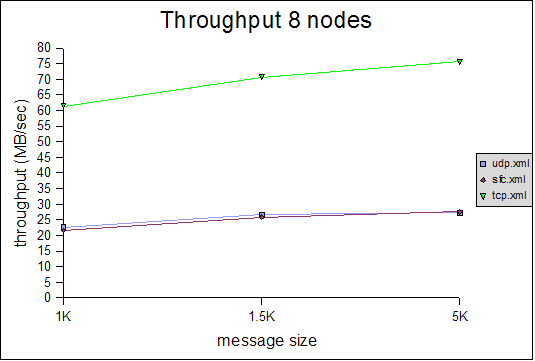 Throughput 8 nodes
throughput (MB/sec)
80
75
70
65
60
55
50
45
40
35
30
25
20
15
10
5
0
1K
1.5K
5K
message size
udp.xml
sfc.xml
tcp.xml